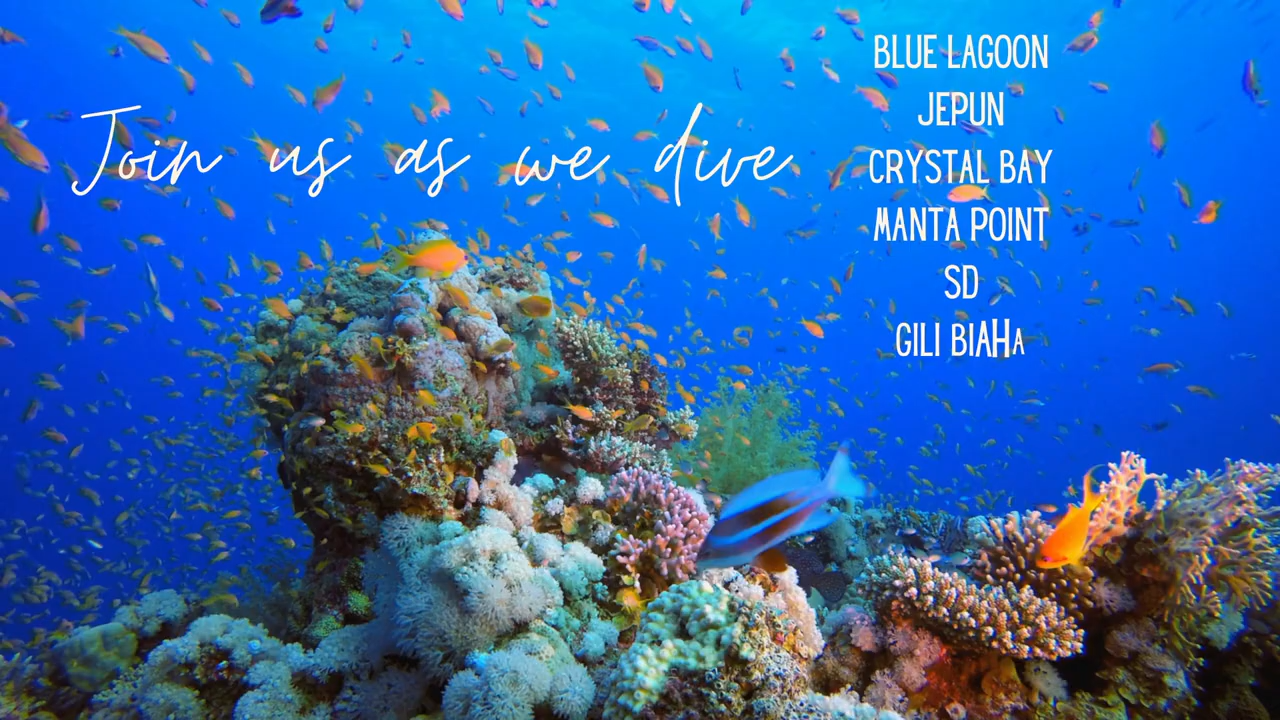 Join us as we dive
BLUE LAGOON
JEPUN
CRYSTAL BAY
MANTA POINT
SD
GILI BIAHA